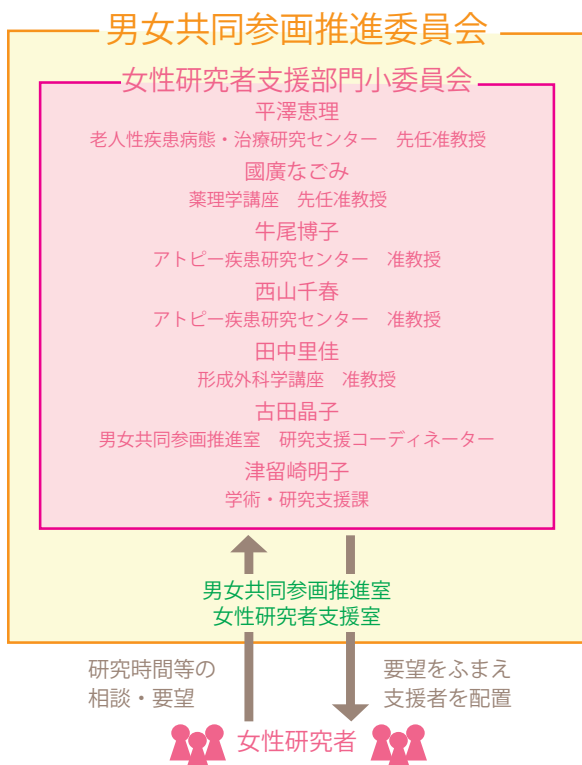 男女共同参画推進委員会
女性研究者支援部門小委員会
平澤恵理
老人性疾患病態・治療研究センター　先任准教授
國廣なごみ
薬理学講座　先任准教授
牛尾博子
アトピー疾患研究センター　准教授
西山千春
アトピー疾患研究センター　准教授
田中里佳
形成外科学講座　准教授
古田晶子
男女共同参画推進室　研究支援コーディネーター
津留崎明子
学術・研究支援課
男女共同参画推進室
女性研究者支援室
研究時間等の
相談・要望
要望をふまえ
支援者を配置
女性研究者